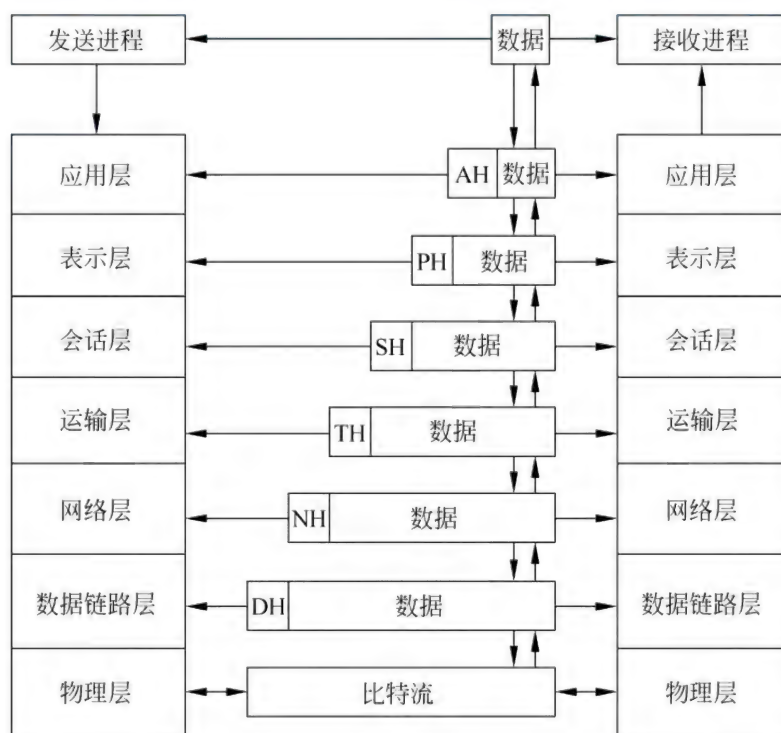 发送进程 数据 接收进程
应用层 AH 数据 应用层
表示层 PH 数据 表示层
会话层 SH 数据 会话层
运输层 TH 数据 运输层
网络层 NH 数据 网络层
数据链路层 DH 数据 数据链路层
物理层 比特流 物理层